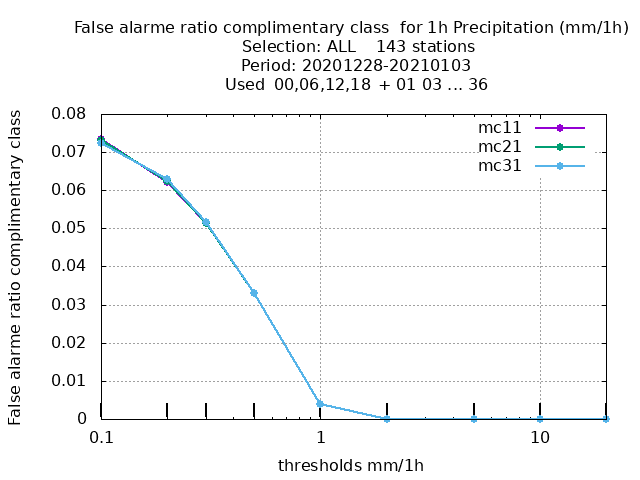 False alarme ratio complimentary class  for 1h Precipitation (mm/1h)
Selection: ALL    143 stations
Period: 20201228-20210103
Used  00,06,12,18  + 01 03 ... 36
False alarme ratio complimentary class
0.08
0.07
0.06
0.05
0.04
0.03
0.02
0.01
0
mc11
mc21
mc31
0.1 1 10
thresholds mm/1h